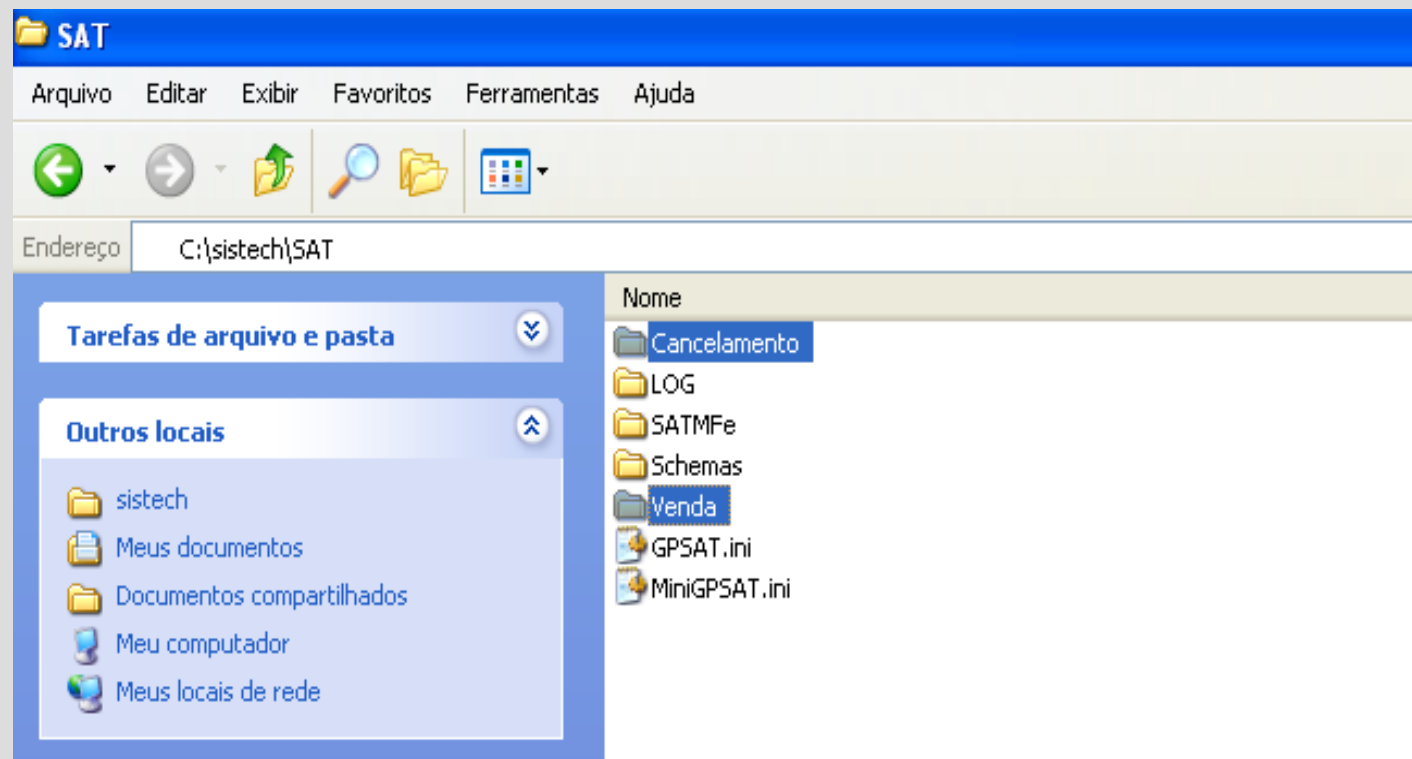 SAT
Arquivo Editar Exibir Favoritos Ferramentas Ajuda
Endereço C:\sistech\SAT
Tarefas de arquivo e pasta
Outros locais
sistech
Meus documentos
Documentos compartilhados
Meu computador
Meus locais de rede
Nome
Cancelamento
LOG
SATMFe
Schemas
Venda
GPSAT.ini
MiniGPSAT.ini